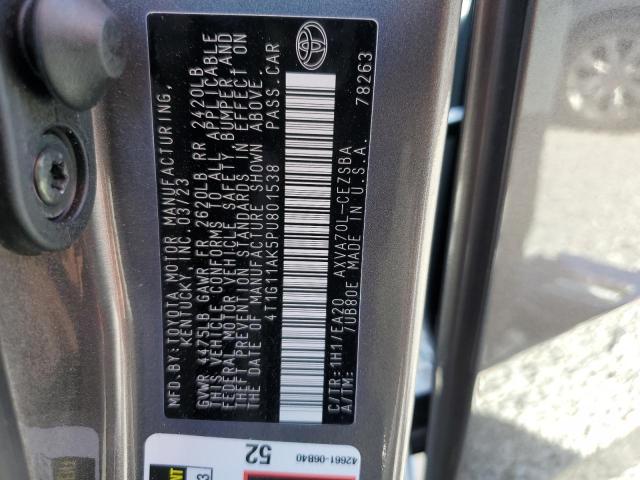 MFD. BY: TOYOTA MOTOR MANUFACTURING,
KENTUCKY, INC. 03/23
GVWR 4475LB GAWR FR 2620LB RR 2420LB
THIS VEHICLE CONFORMS TO ALL APPLICABLE
FEDERAL MOTOR VEHICLE SAFETY, BUMPER AND
THEFT PREVENTION STANDARDS IN EFFECT ON
THE DATE OF MANUFACTURE SHOWN ABOVE.
4T1G11AK5PU801538 PASS. CAR
78263
C/TR: 1H1/EA20 AXVA70L-CEZSBA
A/TM: /UB80E MADE IN U.S.A.
42661-06840
52